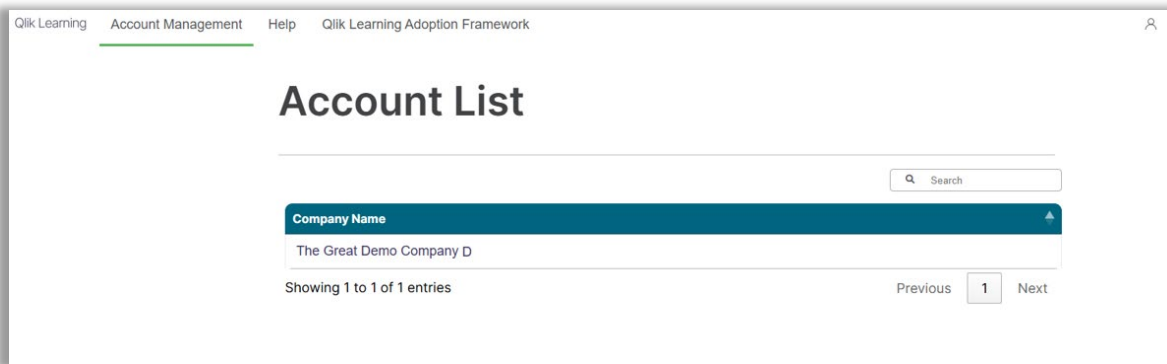 Qlik Learning Account Management Help Qlik Learning Adoption Framework
Account List
Search
Company Name
The Great Demo Company D
Showing 1 to 1 of 1 entries Previous 1 Next